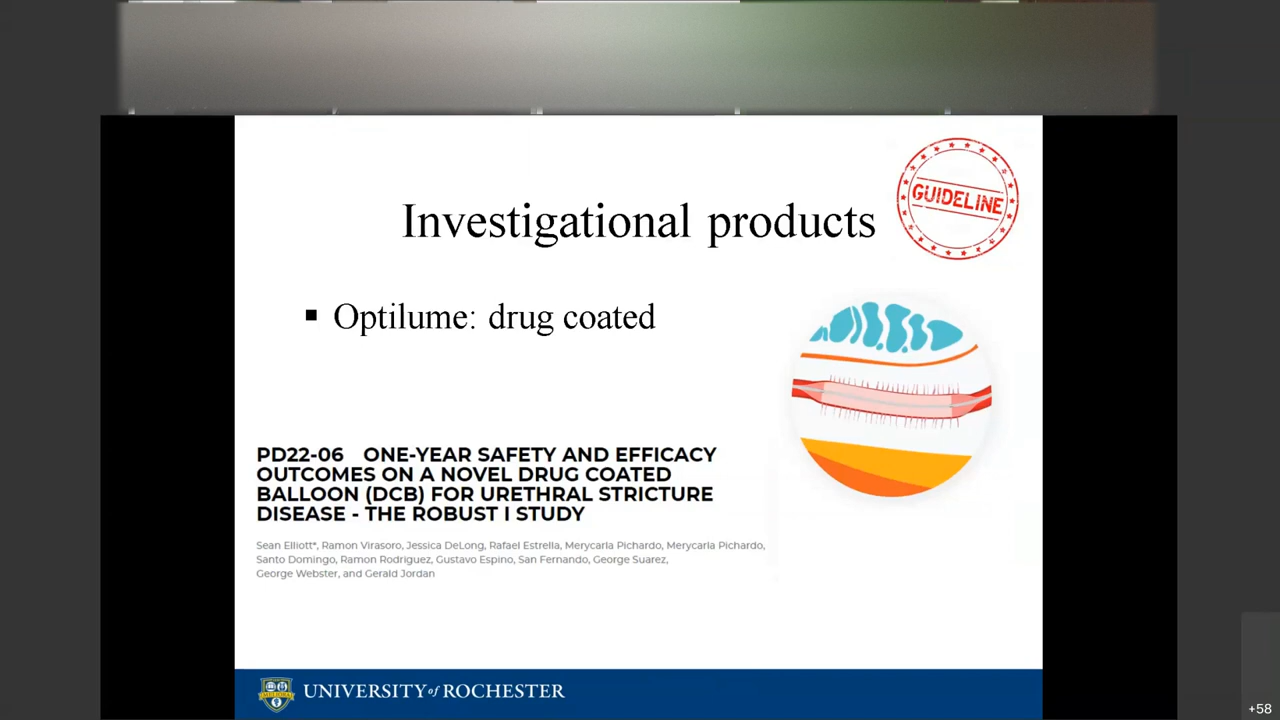 GUIDELINE
Investigational products
▪ Optilume: drug coated
PD22-06 ONE-YEAR SAFETY AND EFFICACY
OUTCOMES ON A NOVEL DRUG COATED
BALLOON (DCB) FOR URETHRAL STRICTURE
DISEASE - THE ROBUST I STUDY
Sean Elliott*, Ramon Virasoro, Jessica DeLong, Rafael Estrella, Merycarla Pichardo, Merycarla Pichardo,
Santo Domingo, Ramon Rodriguez, Gustavo Espino, San Fernando, George Suarez,
George Webster, and Gerald Jordan
UNIVERSITY of ROCHESTER
+58